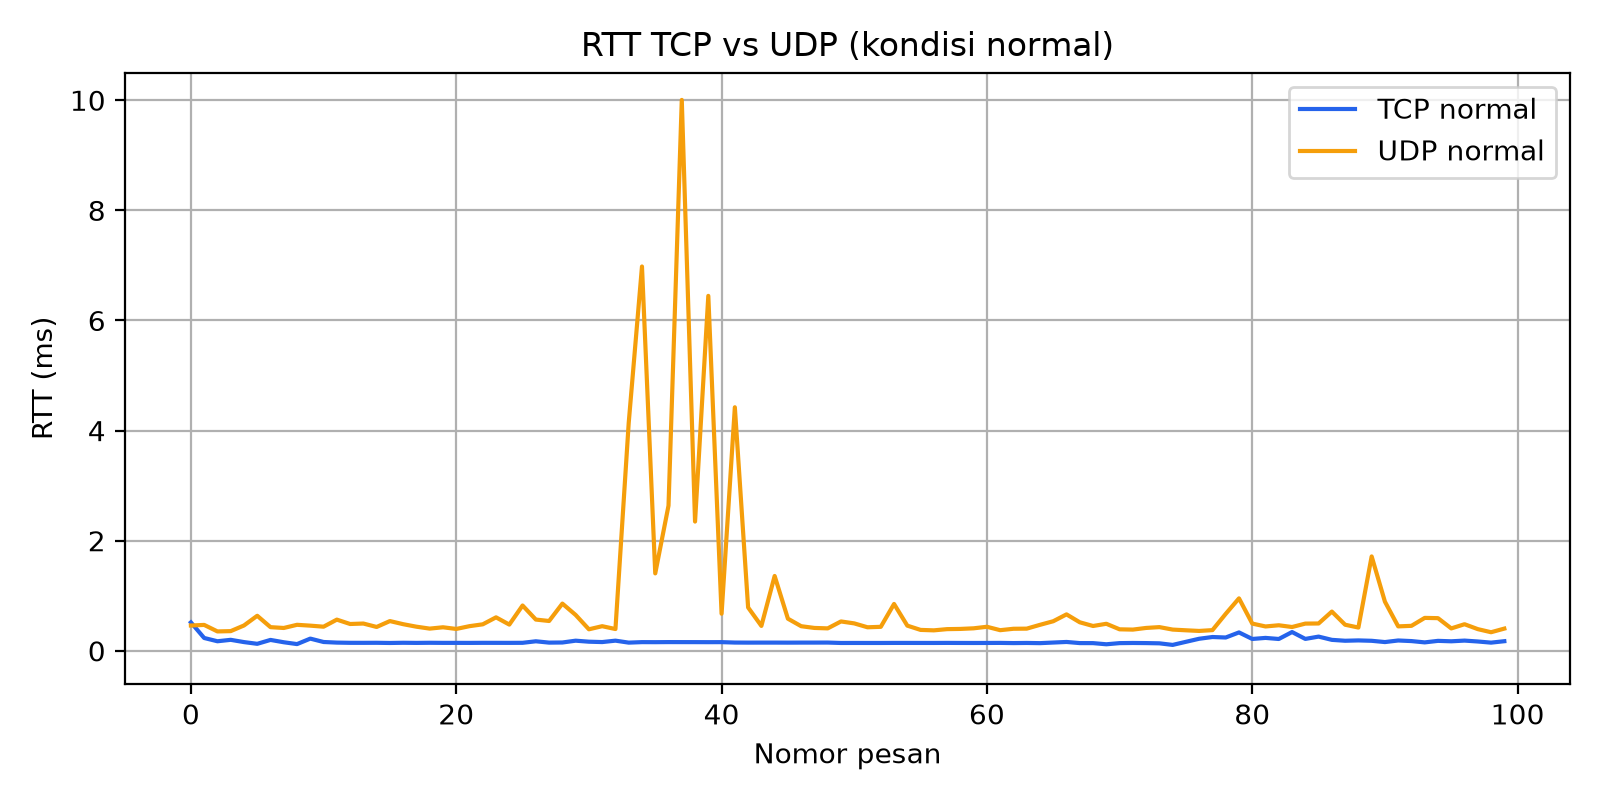 RTT TCP vs UDP (kondisi normal)
TCP normal
UDP normal
RTT (ms)
10
8
6
4
2
0
0 20 40 60 80 100
Nomor pesan